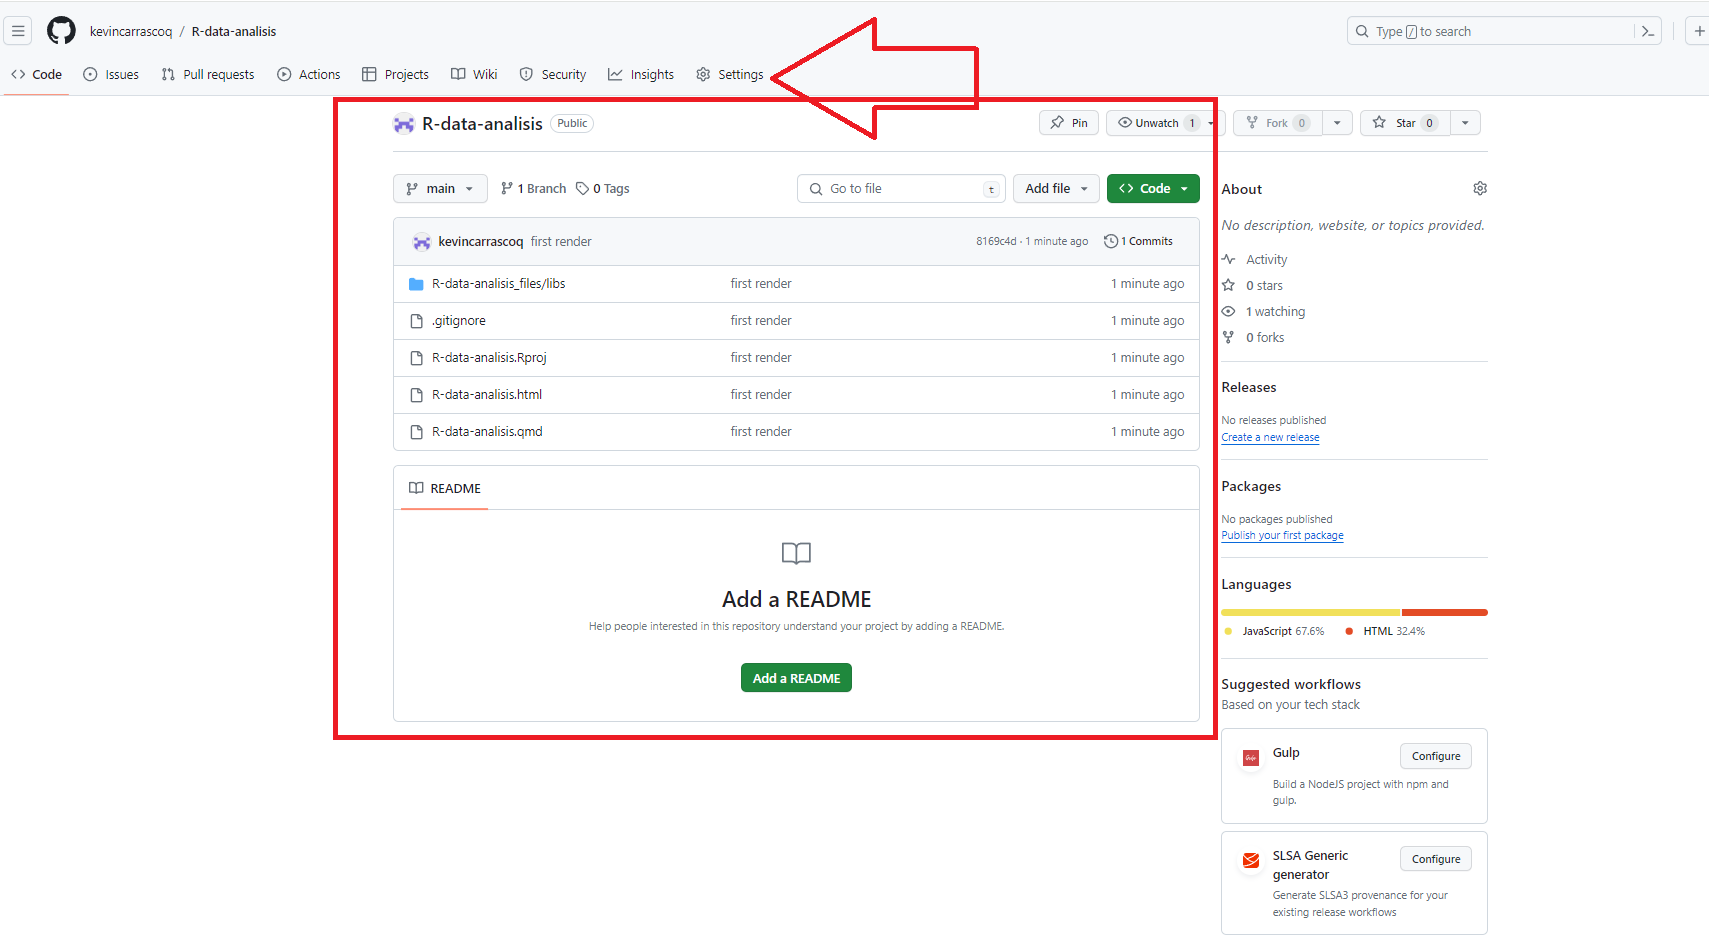 kevincarrascoq / R-data-analisis
Type / to search
Code Issues Pull requests Actions Projects Wiki Security Insights Settings
R-data-analisis Public
Pin Unwatch 1 Fork 0 Star 0
main 1 Branch 0 Tags
Go to file t Add file Code
kevincarrascoq first render 8169c4d · 1 minute ago 1 Commits
R-data-analisis_files/libs first render 1 minute ago
.gitignore first render 1 minute ago
R-data-analisis.Rproj first render 1 minute ago
R-data-analisis.html first render 1 minute ago
R-data-analisis.qmd first render 1 minute ago
README
Add a README
Help people interested in this repository understand your project by adding a README.
Add a README
About
No description, website, or topics provided.
Activity
0 stars
1 watching
0 forks
Releases
No releases published
Create a new release
Packages
No packages published
Publish your first package
Languages
JavaScript 67.6% HTML 32.4%
Suggested workflows
Based on your tech stack
Gulp Configure
Build a NodeJS project with npm and
gulp.
SLSA Generic
generator
Configure
Generate SLSA3 provenance for your
existing release workflows